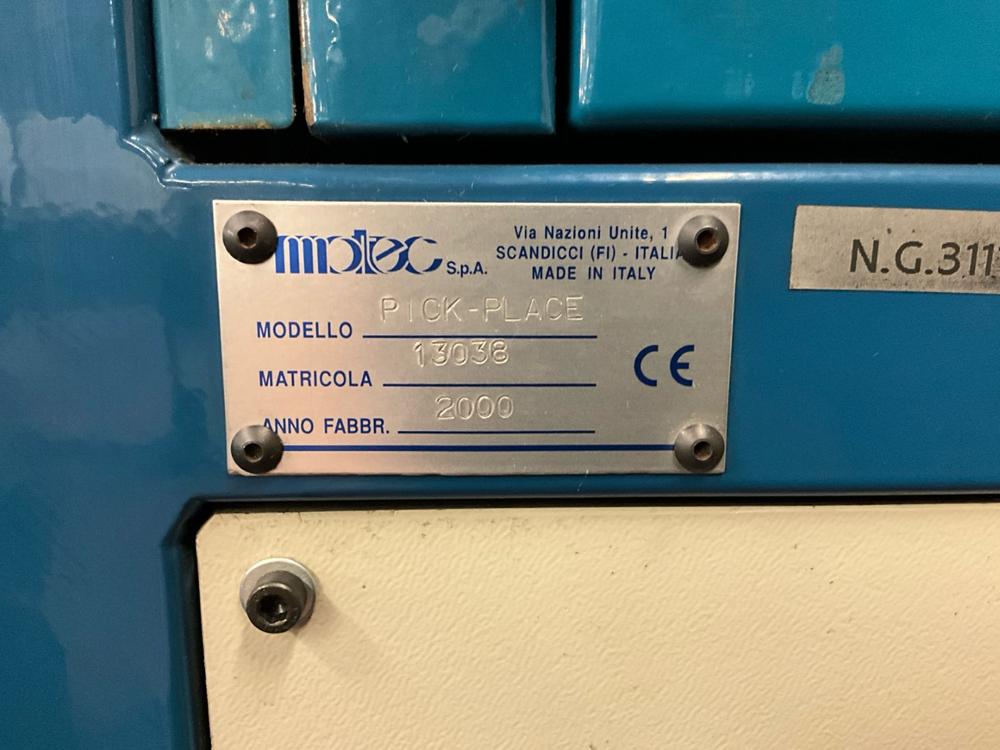 motec S.p.A.
Via Nazioni Unite, 1
SCANDICCI (FI) - ITALIA
MADE IN ITALY
MODELLO PICK-PLACE
MATRICOLA 13038
ANNO FABBR. 2000
CE
N.G.311